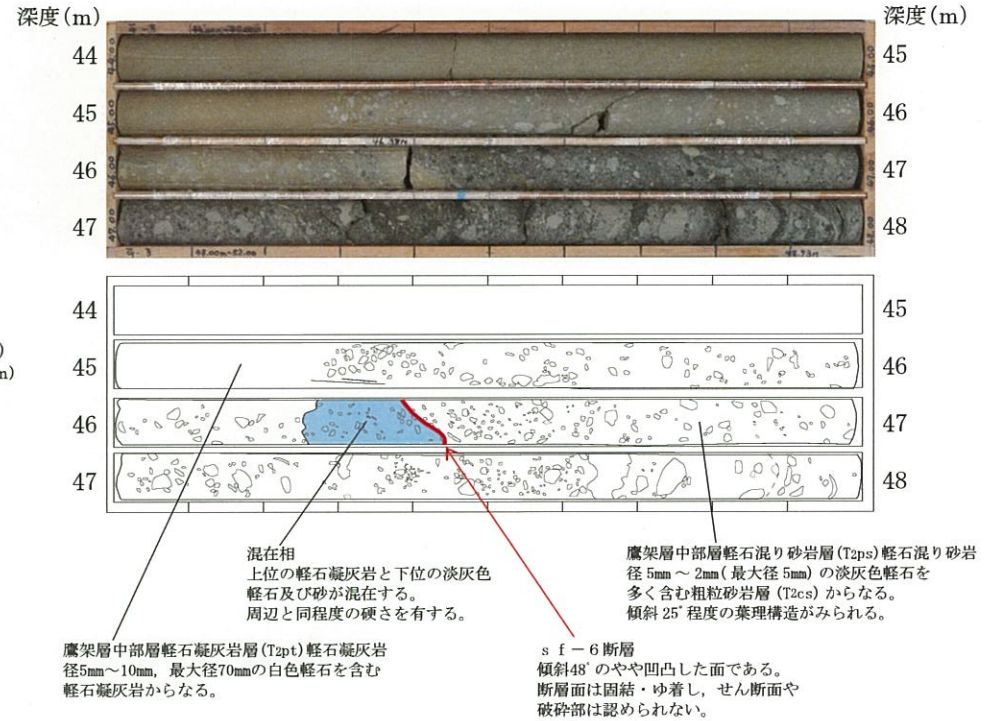 深度(m)
深度(m)
44
45
45
46
46
47
47
48
44
45
45
46
46
47
47
48
混在相
上位の軽石凝灰岩と下位の淡灰色
軽石及び砂が混在する。
周辺と同程度の硬さを有する。
鷹架層中部層軽石混り砂岩層(T2ps)軽石混り砂岩
径 5mm ～ 2mm(最大径 5mm) の淡灰色軽石を
多く含む粗粒砂岩層 (T2cs) からなる。
傾斜 25°程度の葉理構造がみられる。
鷹架層中部層軽石凝灰岩層(T2pt)軽石凝灰岩
径5mm～10mm，最大径70mmの白色軽石を含む
軽石凝灰岩からなる。
ｓｆ－６断層
傾斜48°のやや凹凸した面である。
断層面は固結・ゆ着し，せん断面や
破砕部は認められない。